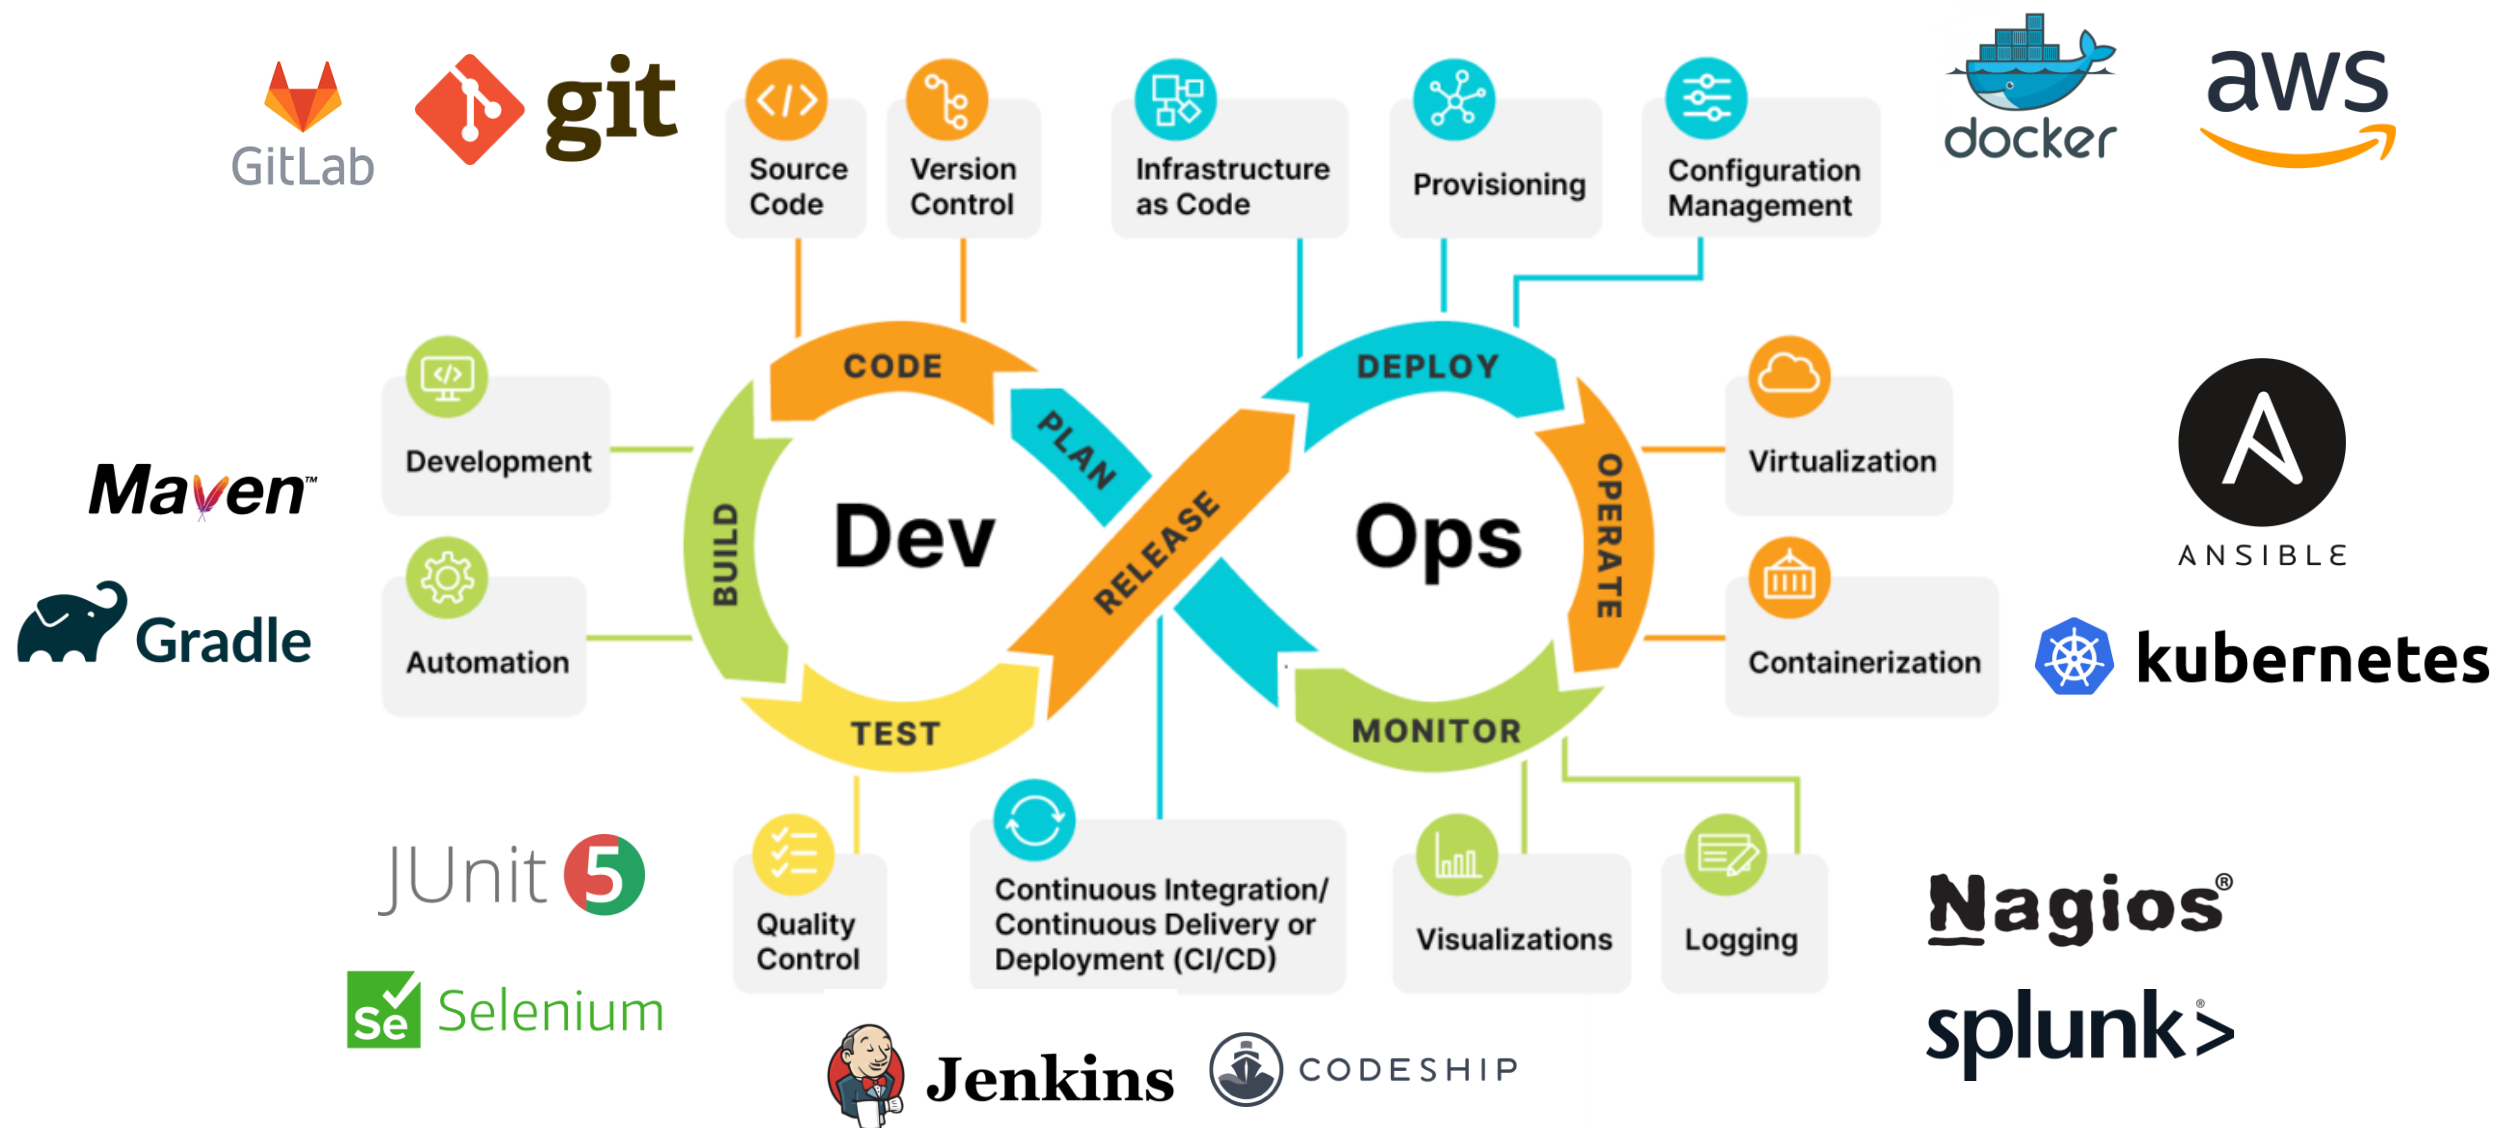 GitLab
git
Source
Code
Version
Control
Infrastructure
as Code
Provisioning
Configuration
Management
docker
aws
CODE
DEPLOY
PLAN
Development
Virtualization
Maven™
BUILD
Dev
RELEASE
Ops
OPERATE
ANSIBLE
Gradle
Automation
Containerization
kubernetes
TEST
MONITOR
JUnit 5
Quality
Control
Continuous Integration/
Continuous Delivery or
Deployment (CI/CD)
Visualizations
Logging
Nagios®
Se Selenium
splunk>®
Jenkins
CODESHIP